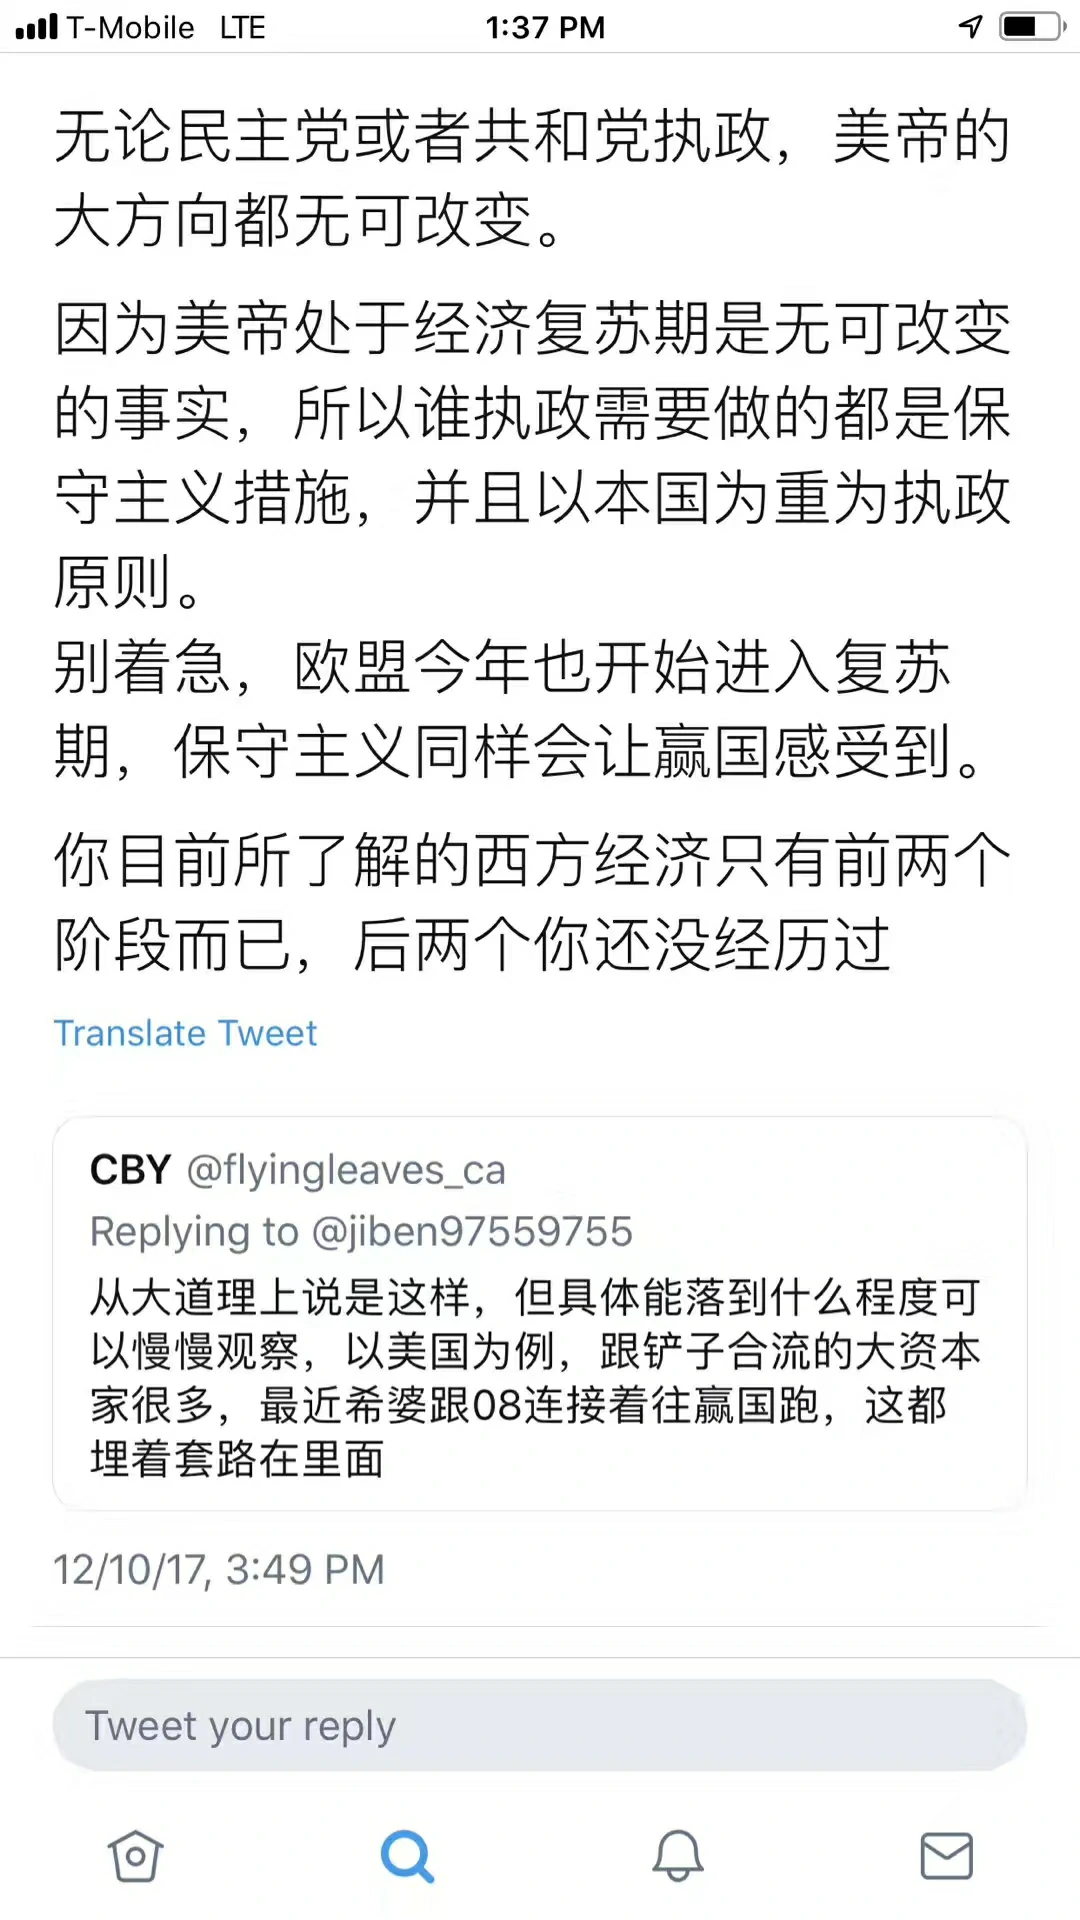 T-Mobile LTE 1:37 PM
无论民主党或者共和党执政，美帝的
大方向都无可改变。
因为美帝处于经济复苏期是无可改变
的事实，所以谁执政需要做的都是保
守主义措施，并且以本国为重为执政
原则。
别着急，欧盟今年也开始进入复苏
期，保守主义同样会让赢国感受到。
你目前所了解的西方经济只有前两个
阶段而已，后两个你还没经历过
Translate Tweet
CBY @flyingleaves_ca
Replying to @jiben97559755
从大道理上说是这样，但具体能落到什么程度可
以慢慢观察，以美国为例，跟铲子合流的大资本
家很多，最近希婆跟08连接着往赢国跑，这都
埋着套路在里面
12/10/17, 3:49 PM
Tweet your reply